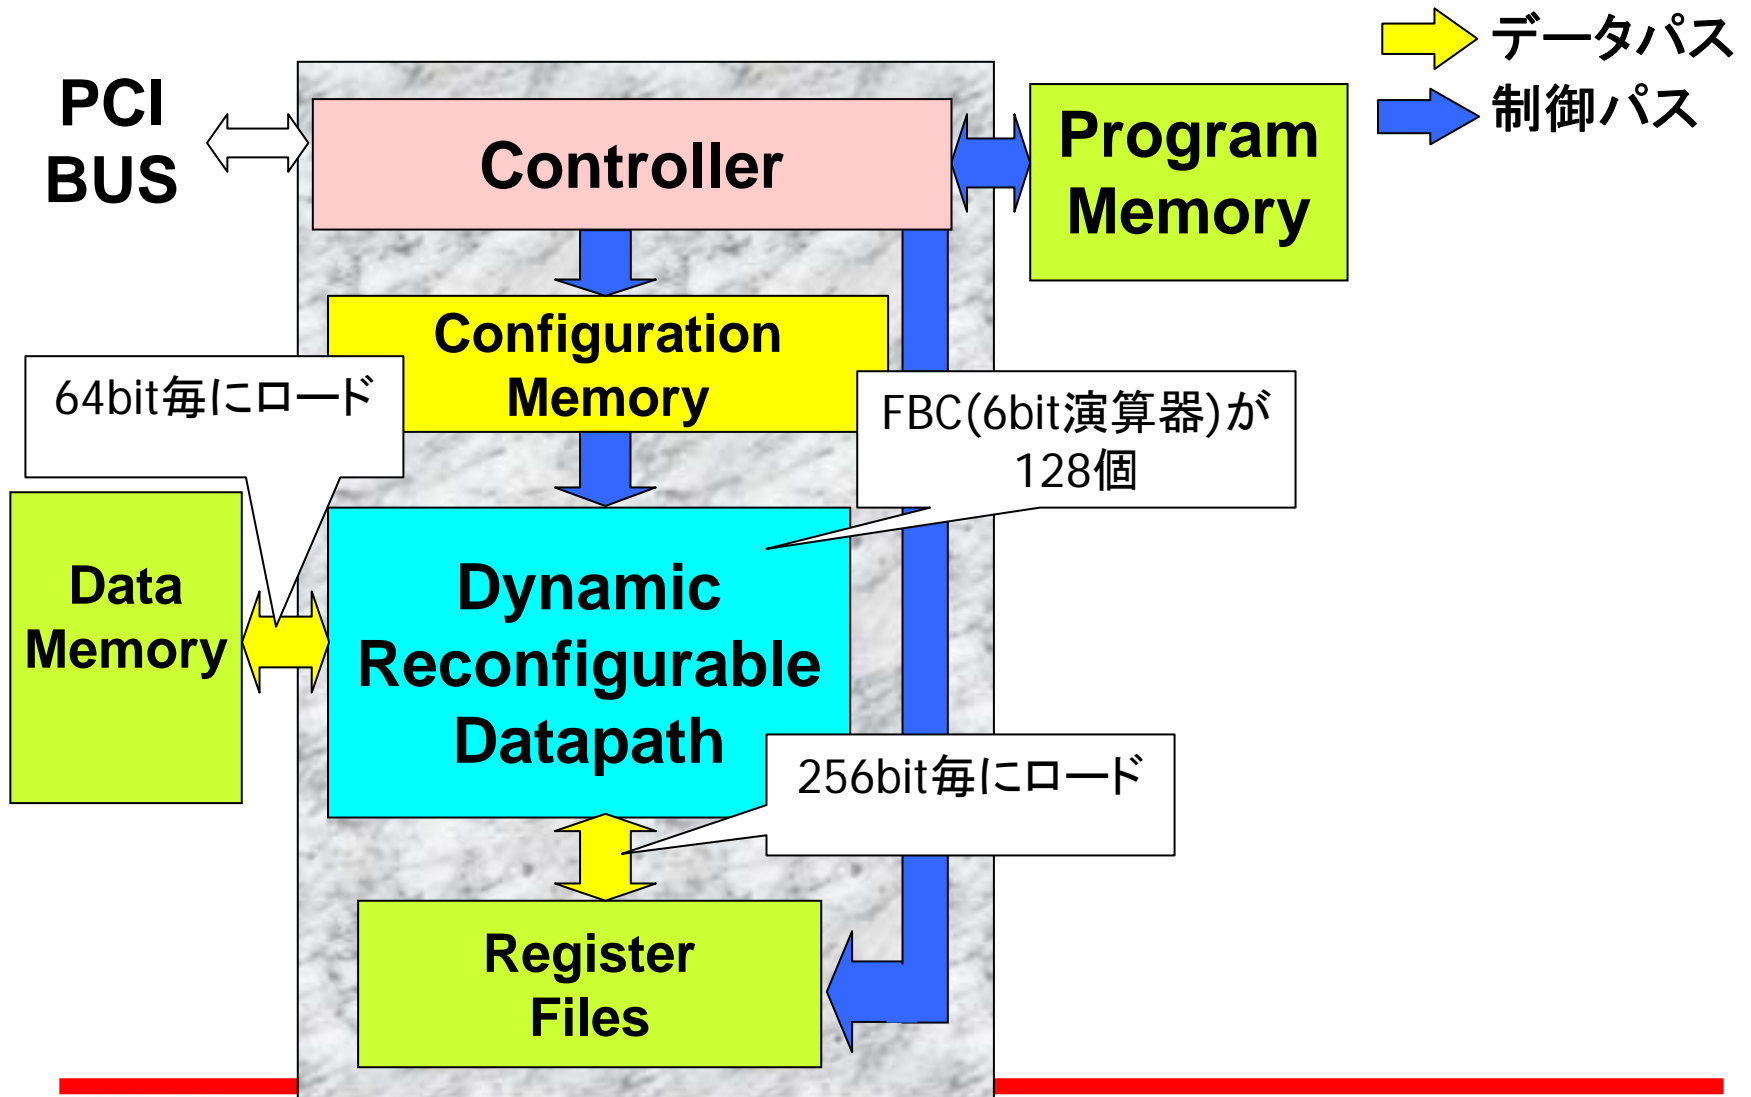 データパス
制御パス
PCI
BUS
Controller
Program
Memory
Configuration
Memory
64bit毎にロード
FBC(6bit演算器)が
128個
Data
Memory
Dynamic
Reconfigurable
Datapath
256bit毎にロード
Register
Files